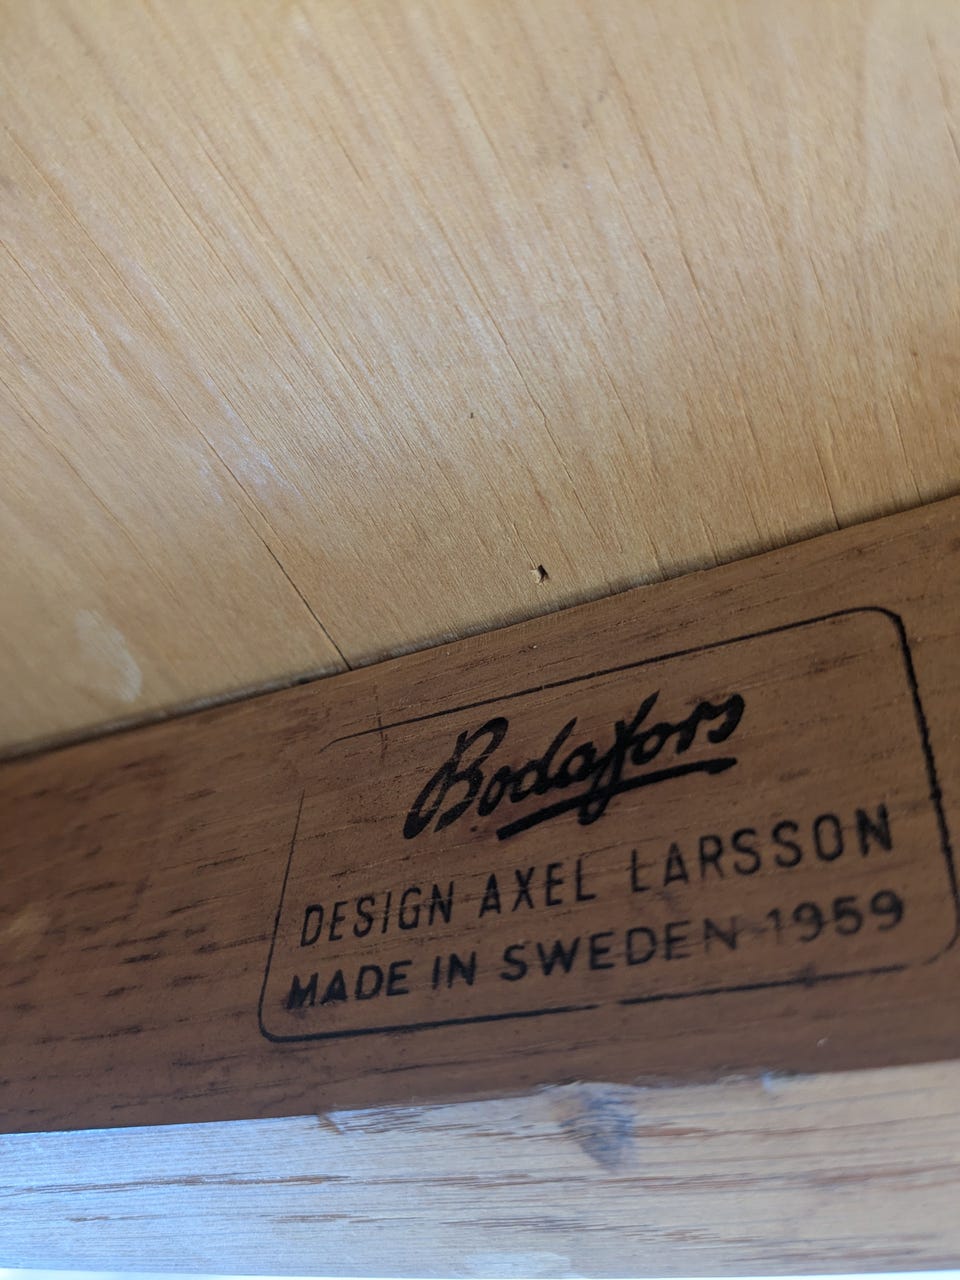 Bodafors
DESIGN AXEL LARSSON
MADE IN SWEDEN 1959